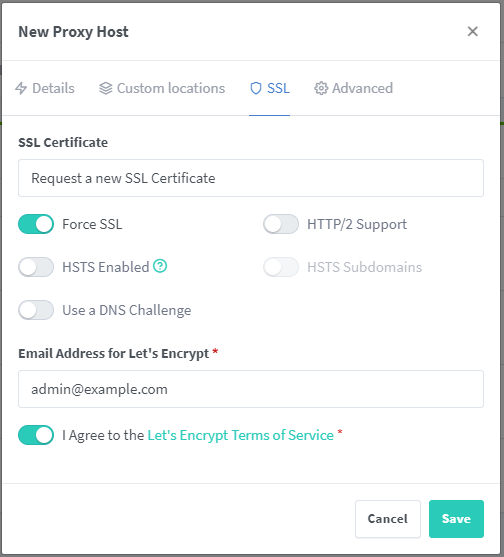 New Proxy Host
Details Custom locations SSL Advanced
SSL Certificate
Request a new SSL Certificate
Force SSL HTTP/2 Support
HSTS Enabled HSTS Subdomains
Use a DNS Challenge
Email Address for Let's Encrypt *
admin@example.com
I Agree to the Let's Encrypt Terms of Service *
Cancel Save